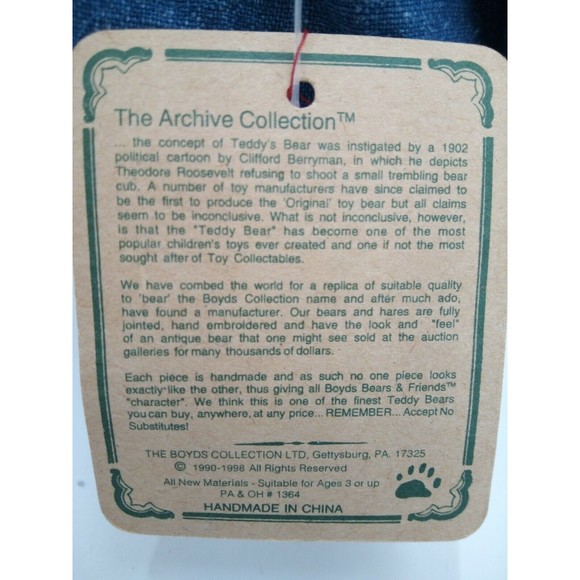 The Archive Collection™
... the concept of Teddy's Bear was instigated by a 1902
political cartoon by Clifford Berryman, in which he depicts
Theodore Roosevelt refusing to shoot a small trembling bear
cub. A number of toy manufacturers have since claimed to
be the first to produce the 'Original' toy bear but all claims
seem to be inconclusive. What is not inconclusive, however,
is that the "Teddy Bear" has become one of the most
popular children's toys ever created and one if not the most
sought after of Toy Collectables.
We have combed the world for a replica of suitable quality
to 'bear' the Boyds Collection name and after much ado,
have found a manufacturer. Our bears and hares are fully
jointed, hand embroidered and have the look and "feel"
of an antique bear that one might see sold at the auction
galleries for many thousands of dollars.
Each piece is handmade and as such no one piece looks
exactly like the other, thus giving all Boyds Bears & Friends™
"character". We think this is one of the finest Teddy Bears
you can buy, anywhere, at any price... REMEMBER... Accept No
Substitutes!
THE BOYDS COLLECTION LTD, Gettysburg, PA. 17325
© 1990-1998 All Rights Reserved
All New Materials - Suitable for Ages 3 or up
PA & OH # 1364
HANDMADE IN CHINA